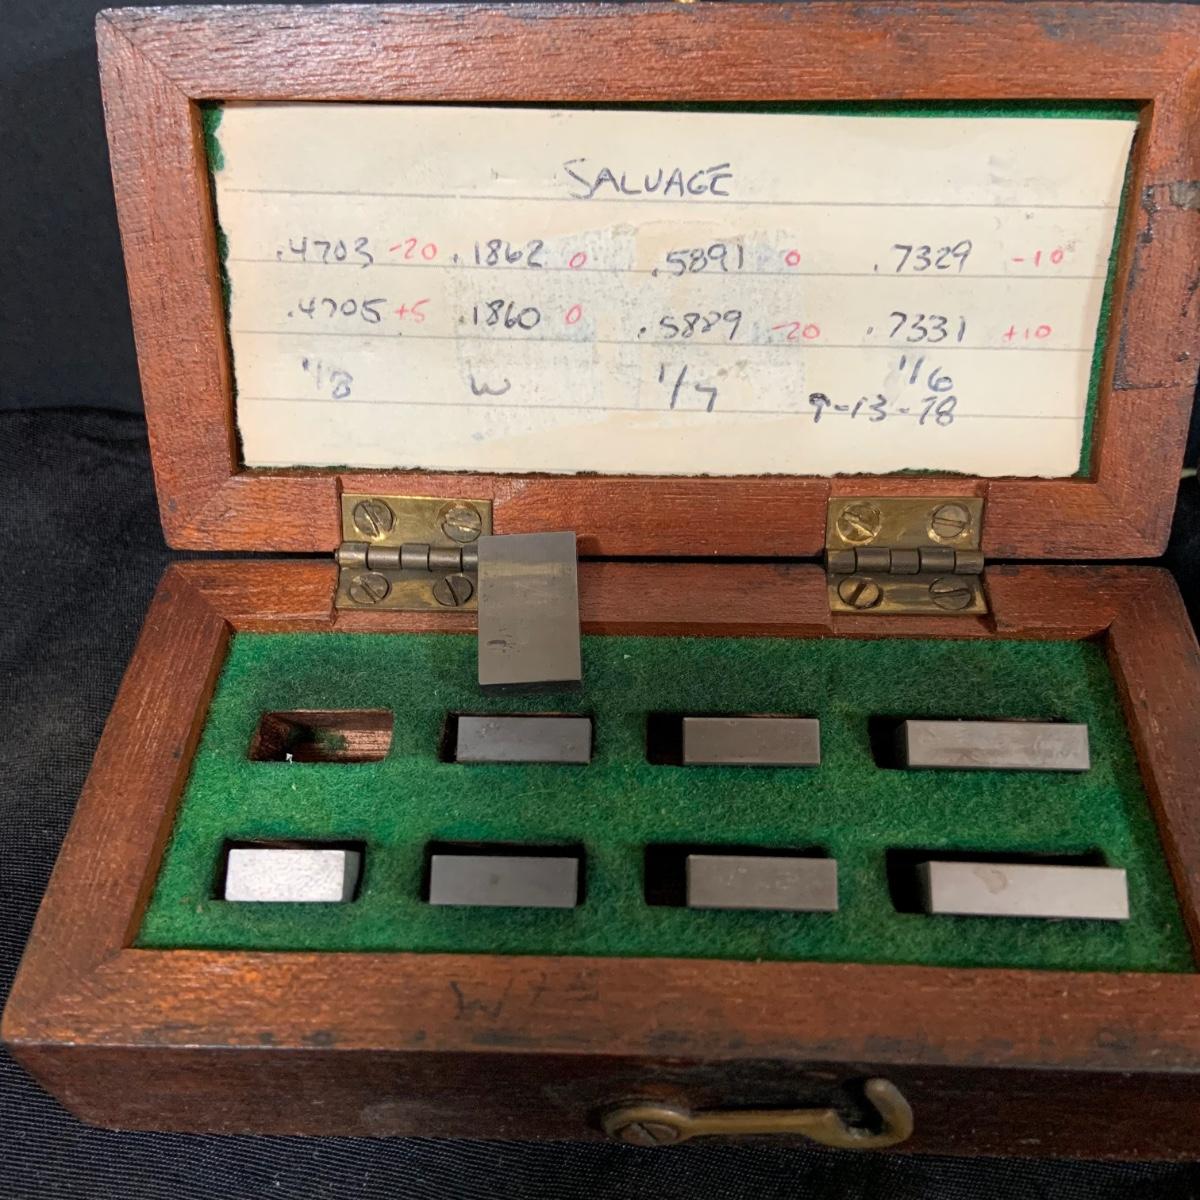 SALVAGE
.4703 -20 .1862 0 .5891 0 .7329 -10
.4705 +5 .1860 0 .5889 -20 .7331 +10
1/8 W 1/7 1/6
9-13-78